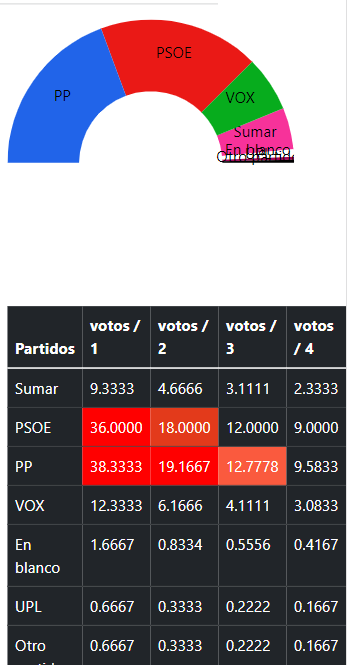 PSOE
PP
VOX
Sumar
En blanco
Partidos votos / 1 votos / 2 votos / 3 votos / 4
Sumar 9.3333 4.6666 3.1111 2.3333
PSOE 36.0000 18.0000 12.0000 9.0000
PP 38.3333 19.1667 12.7778 9.5833
VOX 12.3333 6.1666 4.1111 3.0833
En blanco 1.6667 0.8334 0.5556 0.4167
UPL 0.6667 0.3333 0.2222 0.1667
Otro 0.6667 0.3333 0.2222 0.1667